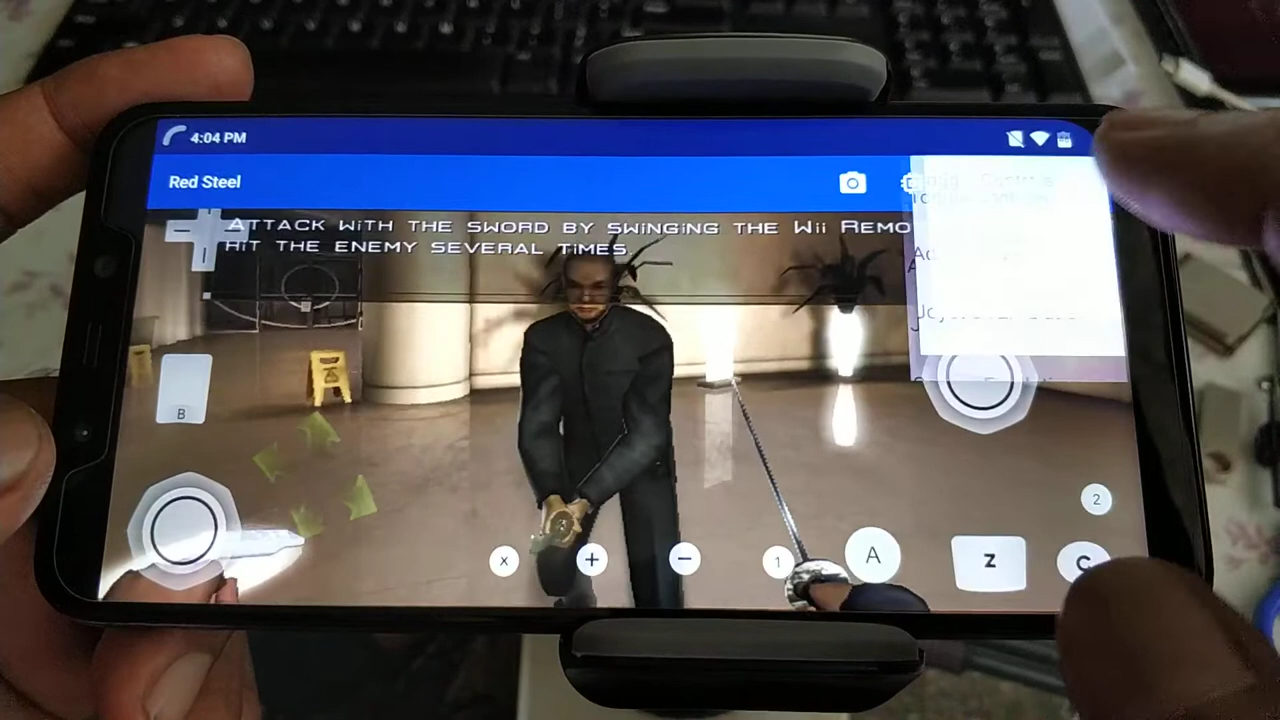 4:04 PM
Red Steel
ATTACK WITH THE SWORD BY SWINGING THE WII REMO
HIT THE ENEMY SEVERAL TIMES.
B
2
X
+
−
1
A
Z
C